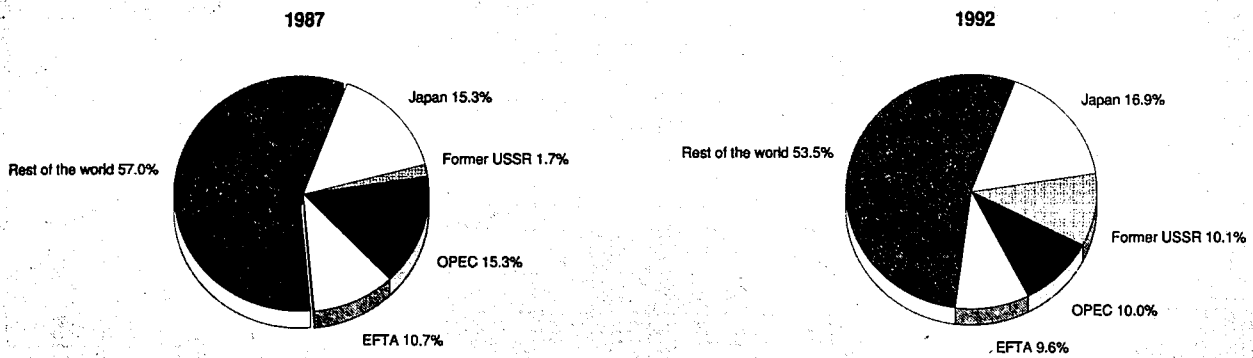 1987
Japan 15.3%
Former USSR 1.7%
Rest of the world 57.0%
OPEC 15.3%
EFTA 10.7%
1992
Japan 16.9%
Rest of the world 53.5%
Former USSR 10.1%
OPEC 10.0%
EFTA 9.6%